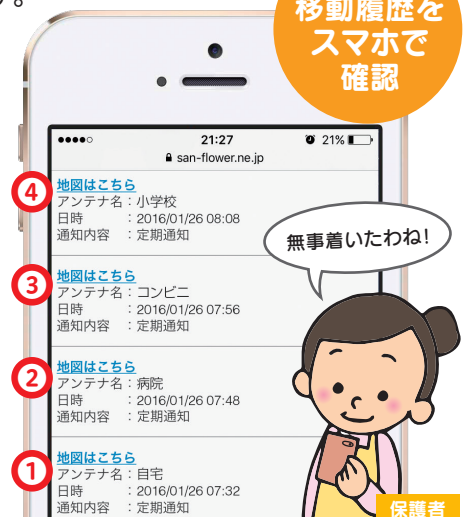 す。
移動履歴を
スマホで
確認
21:27 21%
san-flower.ne.jp
④
地図はこちら
アンテナ名：小学校
日時　　　：2016/01/26 08:08
通知内容　：定期通知
無事着いたわね!
③
地図はこちら
アンテナ名：コンビニ
日時　　　：2016/01/26 07:56
通知内容　：定期通知
②
地図はこちら
アンテナ名：病院
日時　　　：2016/01/26 07:48
通知内容　：定期通知
①
地図はこちら
アンテナ名：自宅
日時　　　：2016/01/26 07:32
通知内容　：定期通知
保護者